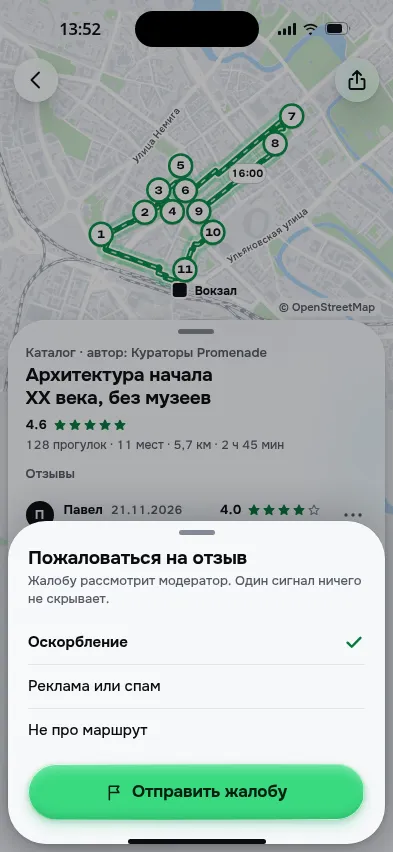 13:52
Улица Немига
7
8
5
16:00
3
6
2
4
9
10
1
Ульяновская улица
11
Вокзал
© OpenStreetMap
Каталог · автор: Кураторы Promenade
Архитектура начала
XX века, без музеев
4.6
128 прогулок · 11 мест · 5,7 км · 2 ч 45 мин
Отзывы
П
Павел 21.11.2026 4.0
Пожаловаться на отзыв
Жалобу рассмотрит модератор. Один сигнал ничего
не скрывает.
Оскорбление
Реклама или спам
Не про маршрут
Отправить жалобу